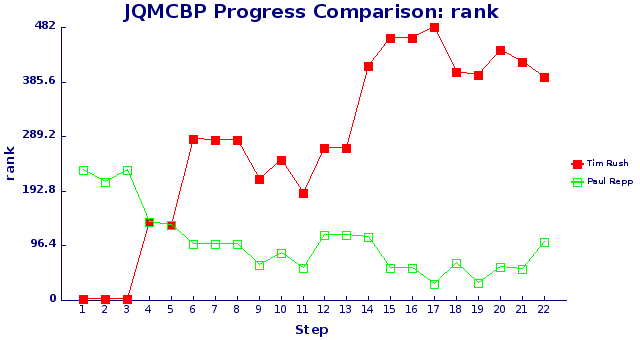 JQMCBP Progress Comparison: rank
482
385.6
289.2
192.8
96.4
0
rank
1 2 3 4 5 6 7 8 9 10 11 12 13 14 15 16 17 18 19 20 21 22
Step
Tim Rush
Paul Repp